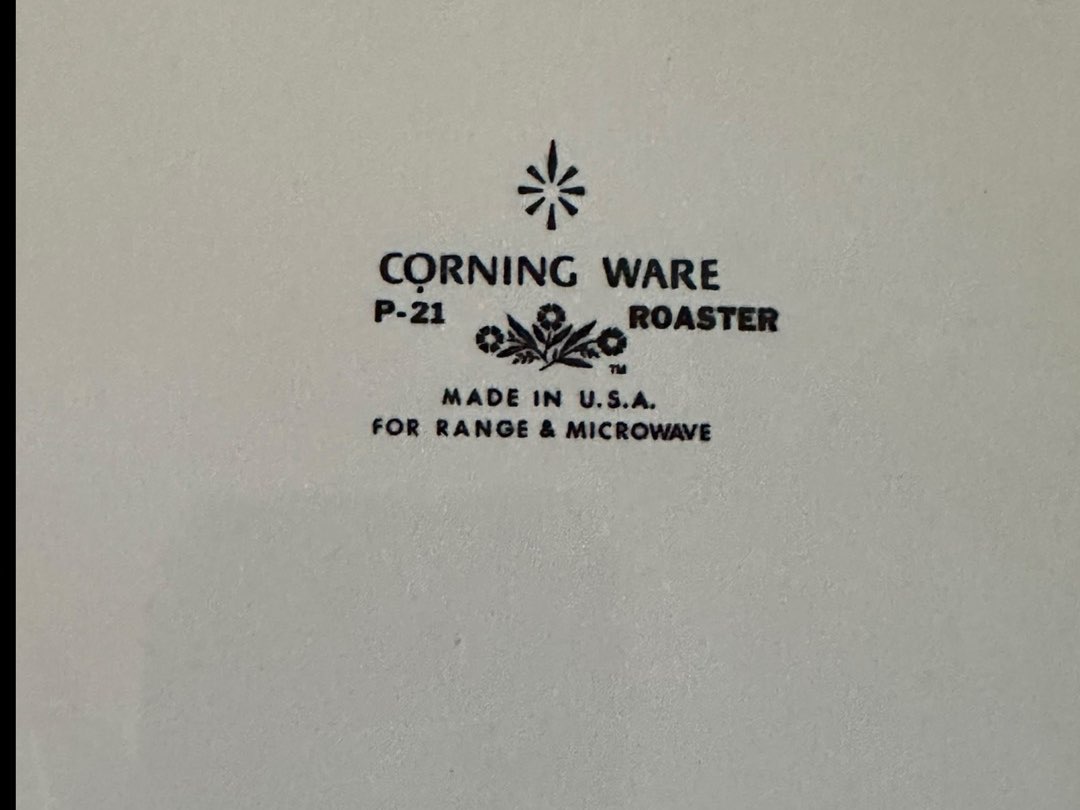 CORNING WARE
P-21 ROASTER
TM
MADE IN U.S.A.
FOR RANGE & MICROWAVE